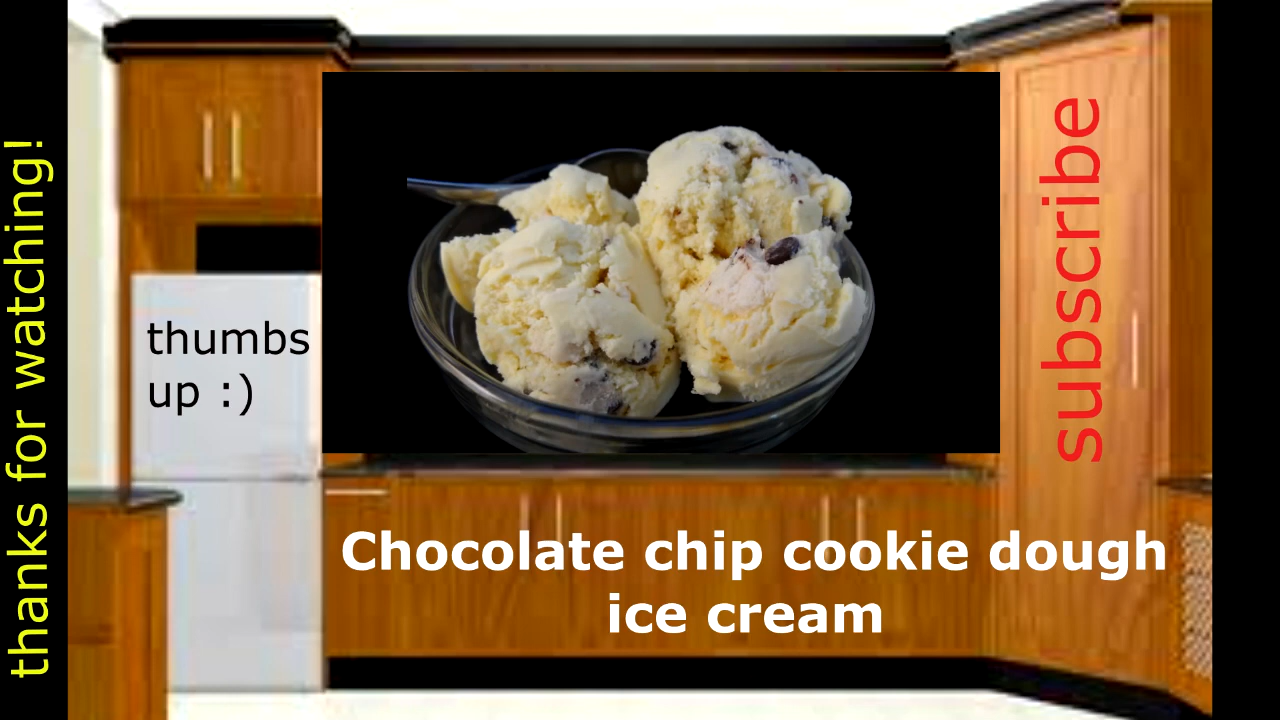 thanks for watching!
thumbs
up :)
subscribe
Chocolate chip cookie dough
ice cream